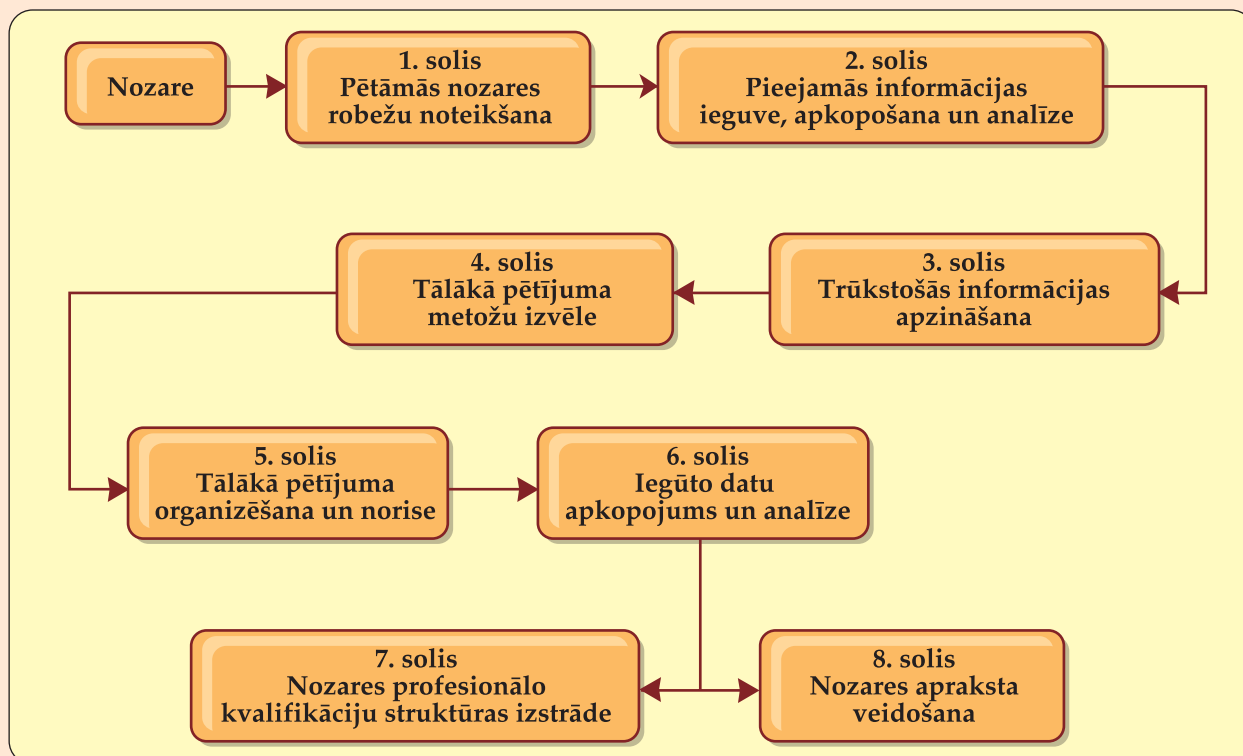 Nozare
1. solis
Pētāmās nozares
robežu noteikšana
2. solis
Pieejamās informācijas
ieguve, apkopošana un analīze
3. solis
Trūkstošās informācijas
apzināšana
4. solis
Tālākā pētījuma
metožu izvēle
5. solis
Tālākā pētījuma
organizēšana un norise
6. solis
Iegūto datu
apkopojums un analīze
7. solis
Nozares profesionālo
kvalifikāciju struktūras izstrāde
8. solis
Nozares apraksta
veidošana